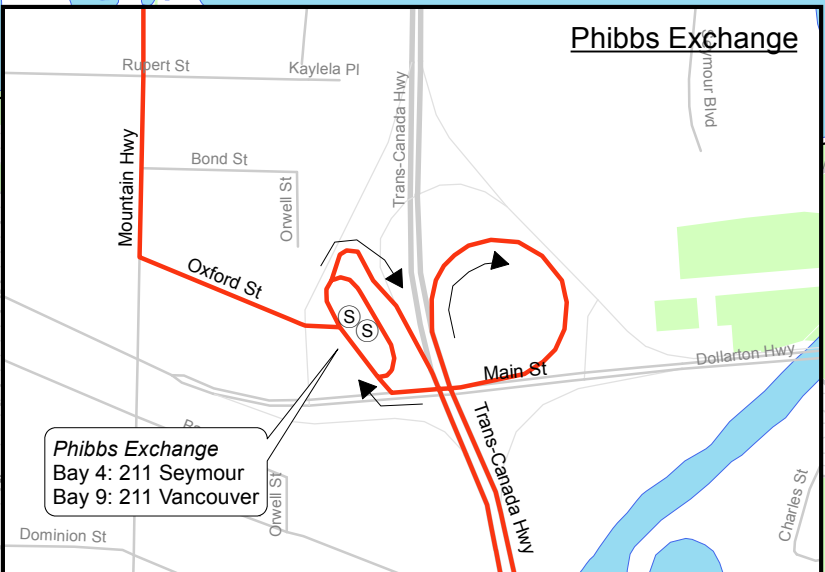 Phibbs Exchange
Rupert St
Kaylela Pl
Trans-Canada Hwy
Seymour Blvd
Mountain Hwy
Bond St
Orwell St
Oxford St
S
S
Main St
Dollarton Hwy
Trans-Canada Hwy
Phibbs Exchange
Bay 4: 211 Seymour
Bay 9: 211 Vancouver
Orwell St
Dominion St
Charles St